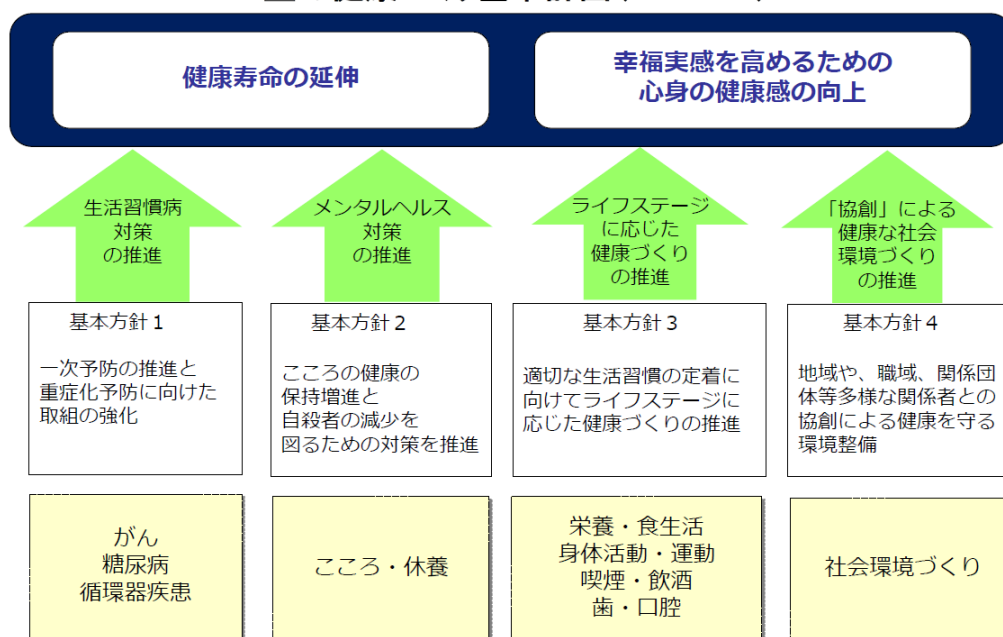 健康寿命の延伸
幸福実感を高めるための
心身の健康感の向上
生活習慣病
対策
の推進
メンタルヘルス
対策
の推進
ライフステージ
に応じた
健康づくり
の推進
「協創」による
健康な社会
環境づくり
の推進
基本方針１
一次予防の推進と
重症化予防に向けた
取組の強化
基本方針２
こころの健康の
保持増進と
自殺者の減少を
図るための対策を推進
基本方針３
適切な生活習慣の定着に
向けてライフステージに
応じた健康づくりの推進
基本方針４
地域や、職域、関係団
体等多様な関係者との
協創による健康を守る
環境整備
がん
糖尿病
循環器疾患
こころ・休養
栄養・食生活
身体活動・運動
喫煙・飲酒
歯・口腔
社会環境づくり